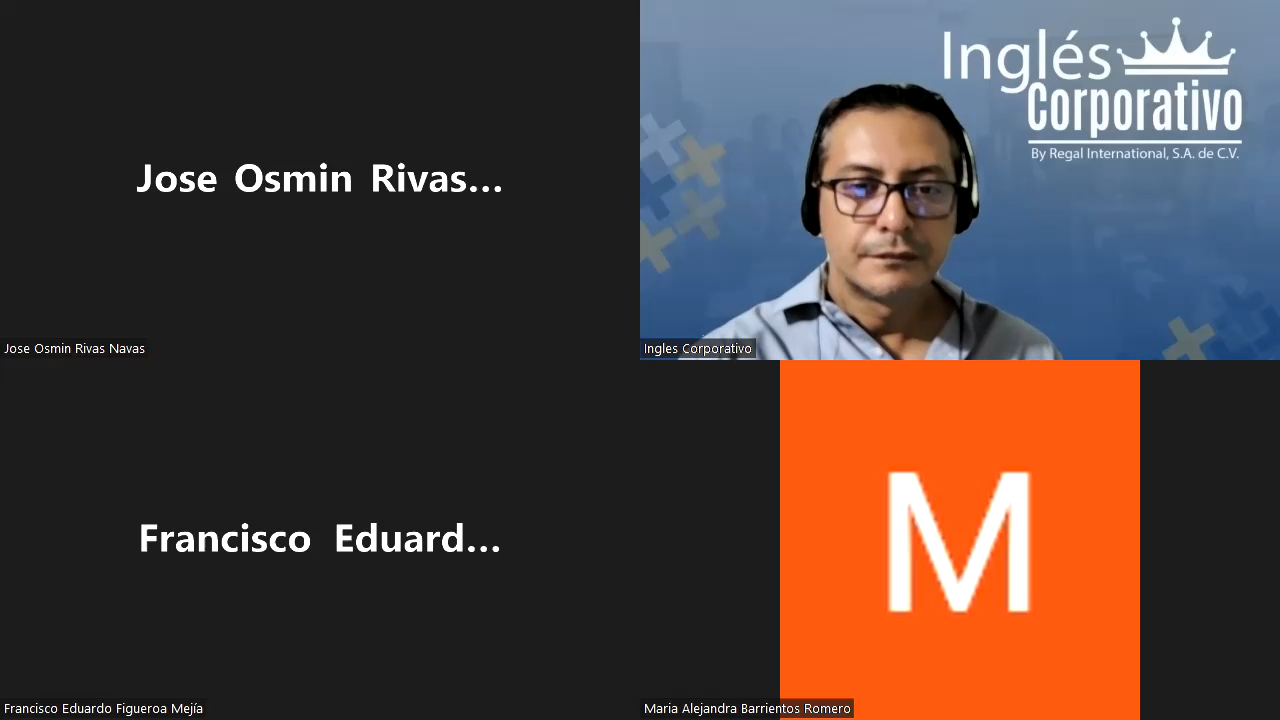 Jose Osmin Rivas...
Jose Osmin Rivas Navas
Inglés
Corporativo
By Regal International, S.A. de C.V.
Ingles Corporativo
Francisco Eduard...
Francisco Eduardo Figueroa Mejía
M
Maria Alejandra Barrientos Romero